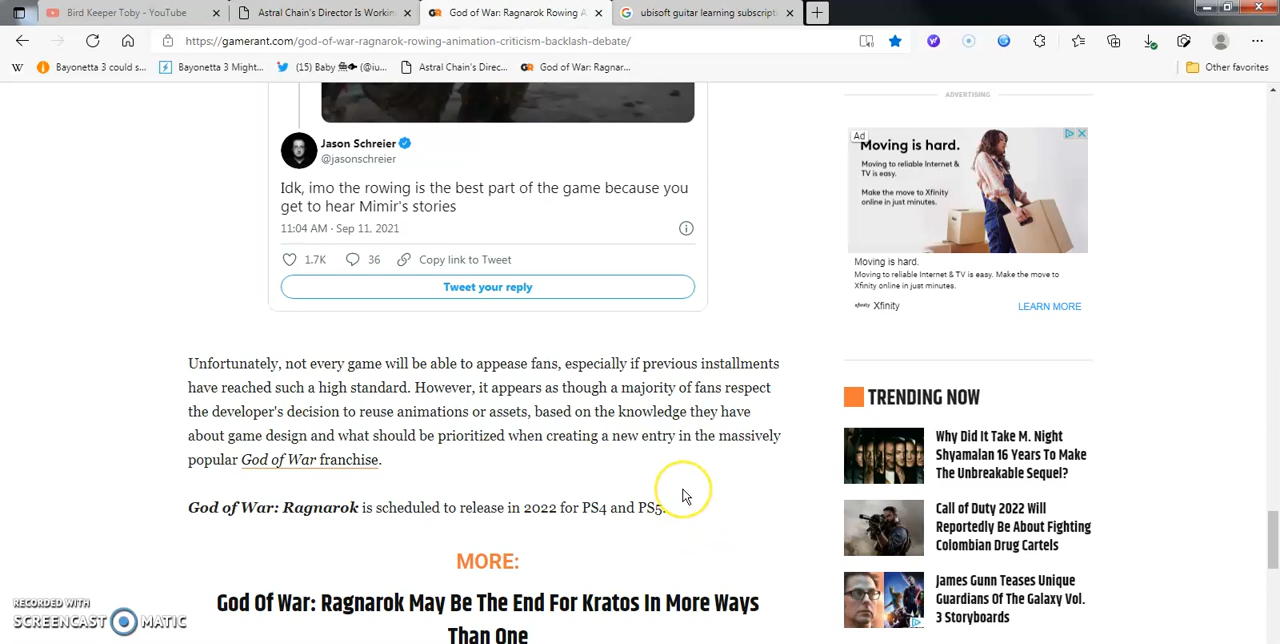 Bird Keeper Toby - YouTube
Astral Chain's Director Is Workin
God of War: Ragnarok Rowing A
ubisoft guitar learning subscripti
https://gamerant.com/god-of-war-ragnarok-rowing-animation-criticism-backlash-debate/
Bayonetta 3 could s...
Bayonetta 3 Might...
Astral Chain's Direc...
God of War: Ragnar...
Other favorites
ADVERTISING
Jason Schreier
@jasonschreier
Idk, imo the rowing is the best part of the game because you
get to hear Mimir's stories
11:04 AM · Sep 11, 2021
1.7K 36 Copy link to Tweet
Tweet your reply
Unfortunately, not every game will be able to appease fans, especially if previous installments
have reached such a high standard. However, it appears as though a majority of fans respect
the developer's decision to reuse animations or assets, based on the knowledge they have
about game design and what should be prioritized when creating a new entry in the massively
popular God of War franchise.
God of War: Ragnarok is scheduled to release in 2022 for PS4 and PS5.
MORE:
God Of War: Ragnarok May Be The End For Kratos In More Ways
Than One
Ad
Moving is hard.
Moving to reliable Internet &
TV is easy.
Make the move to Xfinity
online in just minutes.
Moving is hard.
Moving to reliable Internet & TV is easy. Make the move to
Xfinity online in just minutes.
xfinity Xfinity
LEARN MORE
TRENDING NOW
Why Did It Take M. Night
Shyamalan 16 Years To Make
The Unbreakable Sequel?
Call of Duty 2022 Will
Reportedly Be About Fighting
Colombian Drug Cartels
James Gunn Teases Unique
Guardians Of The Galaxy Vol.
3 Storyboards
RECORDED WITH
SCREENCAST MATIC